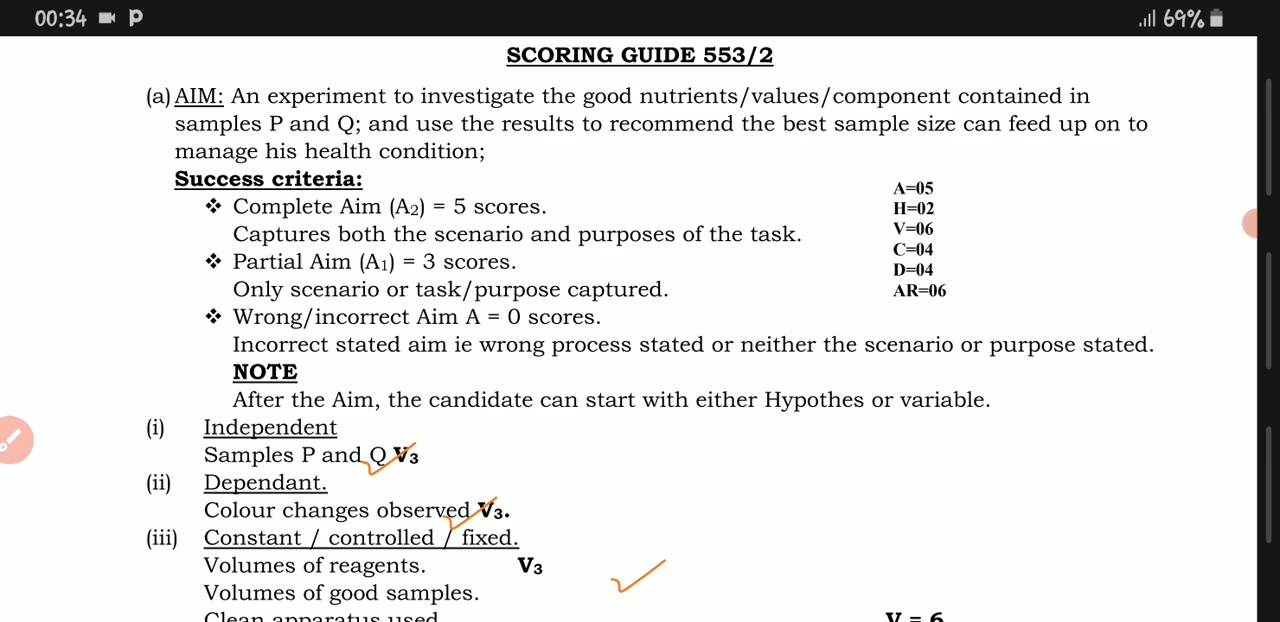 00:34 p 69%
SCORING GUIDE 553/2
(a) AIM: An experiment to investigate the good nutrients/values/component contained in
samples P and Q; and use the results to recommend the best sample size can feed up on to
manage his health condition;
Success criteria:
❖ Complete Aim (A2) = 5 scores.
Captures both the scenario and purposes of the task.
❖ Partial Aim (A1) = 3 scores.
Only scenario or task/purpose captured.
❖ Wrong/incorrect Aim A = 0 scores.
Incorrect stated aim ie wrong process stated or neither the scenario or purpose stated.
A=05
H=02
V=06
C=04
D=04
AR=06
NOTE
After the Aim, the candidate can start with either Hypothes or variable.
(i) Independent
Samples P and Q V3
(ii) Dependant.
Colour changes observed V3.
(iii) Constant / controlled / fixed.
Volumes of reagents. V3
Volumes of good samples.
Clean apparatus used V = 6